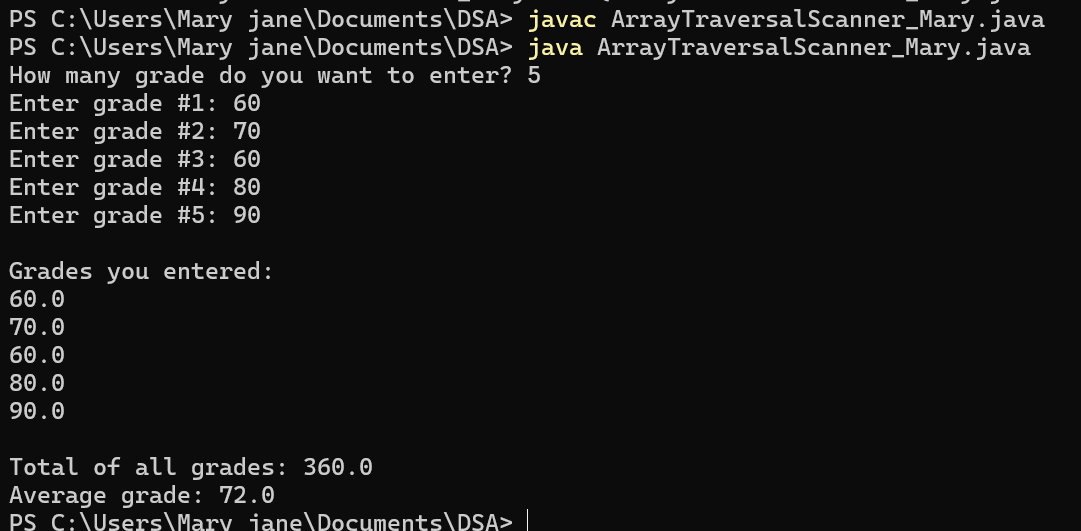 PS C:\Users\Mary jane\Documents\DSA> javac ArrayTraversalScanner_Mary.java
PS C:\Users\Mary jane\Documents\DSA> java ArrayTraversalScanner_Mary.java
How many grade do you want to enter? 5
Enter grade #1: 60
Enter grade #2: 70
Enter grade #3: 60
Enter grade #4: 80
Enter grade #5: 90
Grades you entered:
60.0
70.0
60.0
80.0
90.0
Total of all grades: 360.0
Average grade: 72.0
PS C:\Users\Mary jane\Documents\DSA>